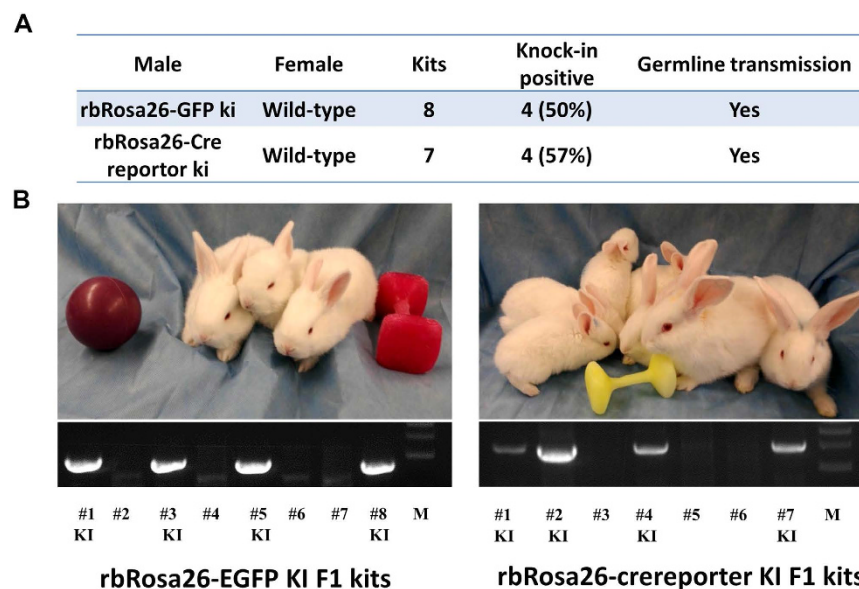 A
Male Female Kits Knock-in positive Germline transmission
rbRosa26-GFP ki Wild-type 8 4 (50%) Yes
rbRosa26-Cre reportor ki Wild-type 7 4 (57%) Yes
B
#1 #2 #3 #4 #5 #6 #7 #8 M
KI KI KI KI
rbRosa26-EGFP KI F1 kits
#1 #2 #3 #4 #5 #6 #7 M
KI KI KI KI
rbRosa26-crereporter KI F1 kits